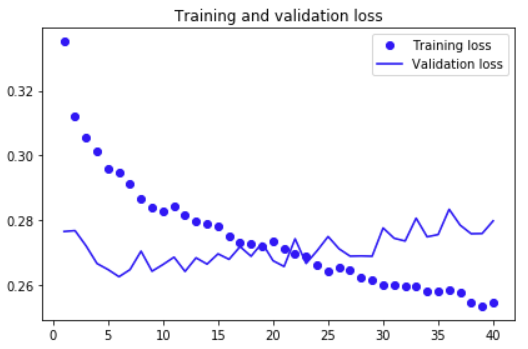 Training and validation loss
Training loss
Validation loss
0.32
0.30
0.28
0.26
0 5 10 15 20 25 30 35 40